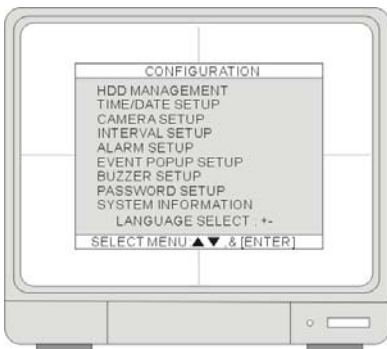 CONFIGURATION
HDD MANAGEMENT
TIME/DATE SETUP
CAMERA SETUP
INTERVAL SETUP
ALARM SETUP
EVENT POPUP SETUP
BUZZER SETUP
PASSWORD SETUP
SYSTEM INFORMATION
LANGUAGE SELECT : +-
SELECT MENU:▲▼,& [ENTER]